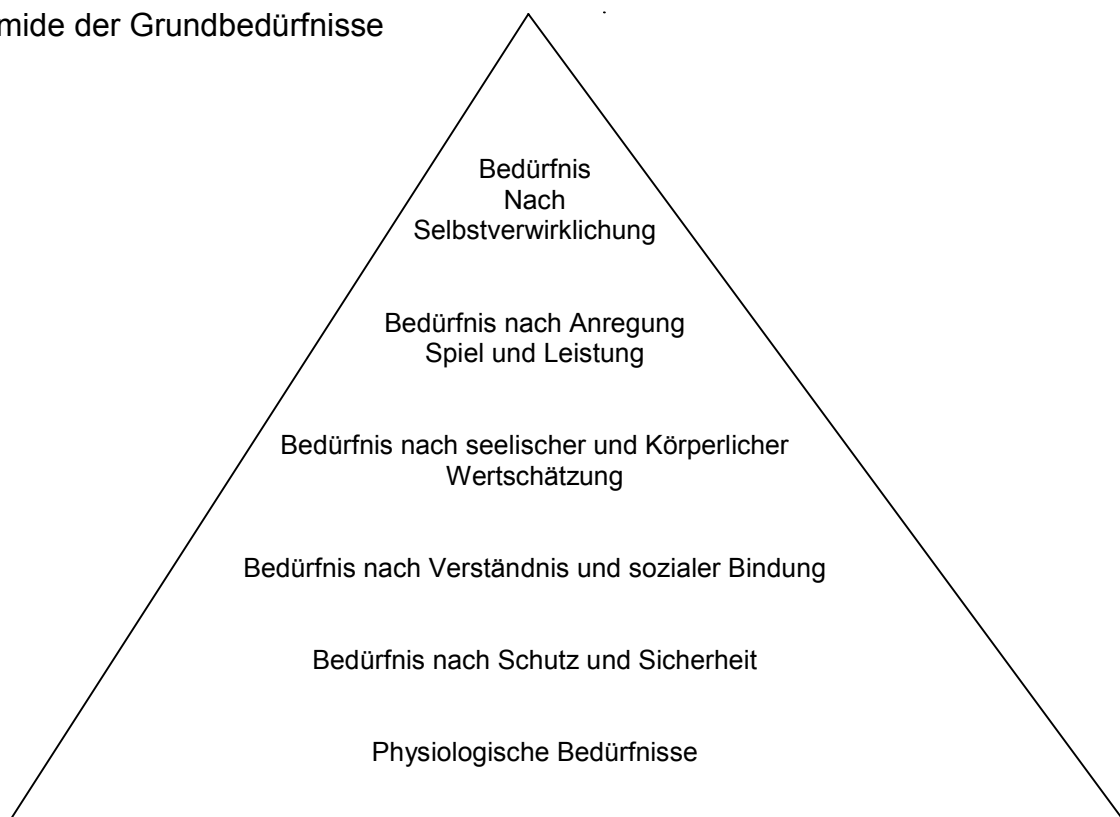 mide der Grundbedürfnisse
Bedürfnis
Nach
Selbstverwirklichung
Bedürfnis nach Anregung
Spiel und Leistung
Bedürfnis nach seelischer und Körperlicher
Wertschätzung
Bedürfnis nach Verständnis und sozialer Bindung
Bedürfnis nach Schutz und Sicherheit
Physiologische Bedürfnisse